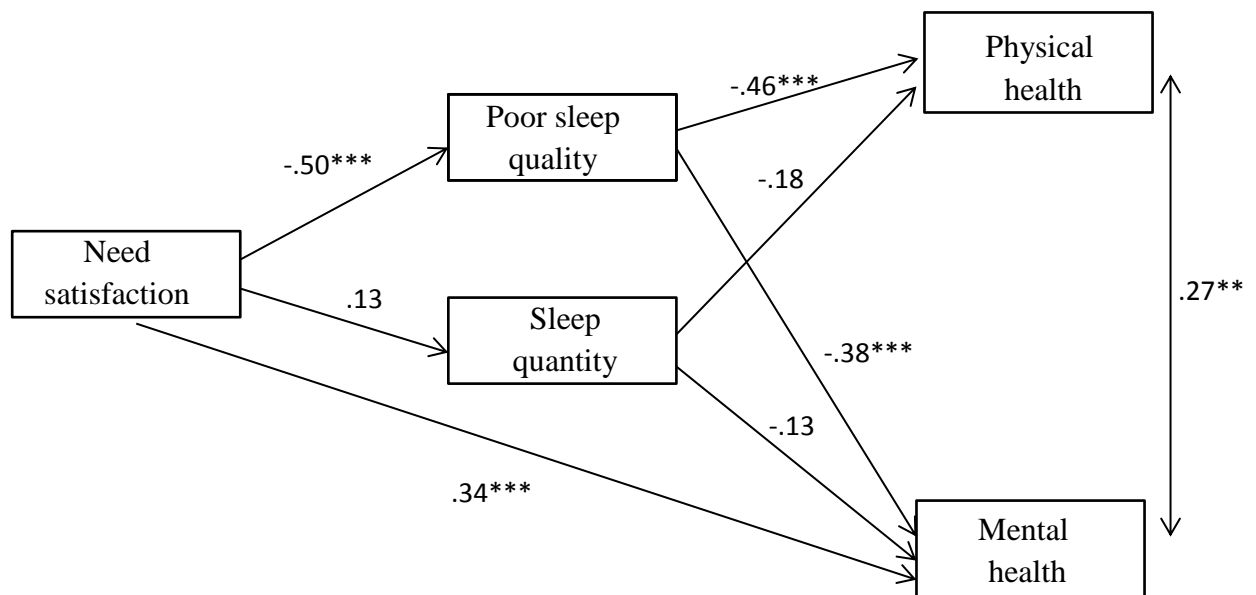 Physical
health
-.46***
Poor sleep
quality
-.50***
-.18
Need
satisfaction
.27**
.13
Sleep
quantity
-.38***
-.13
.34***
Mental
health